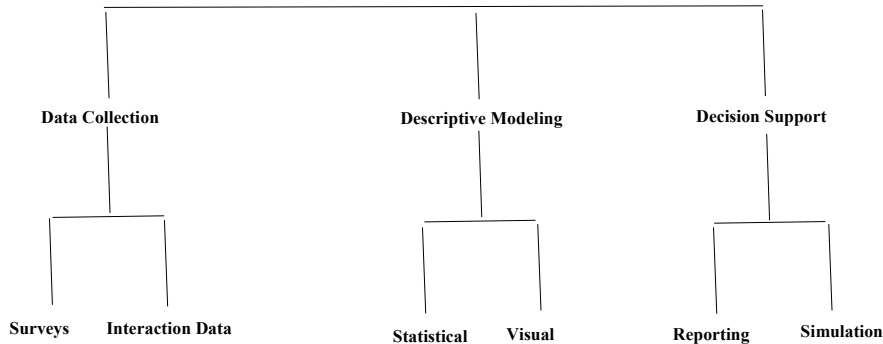 Data Collection
Descriptive Modeling
Decision Support
Surveys
Interaction Data
Statistical
Visual
Reporting
Simulation